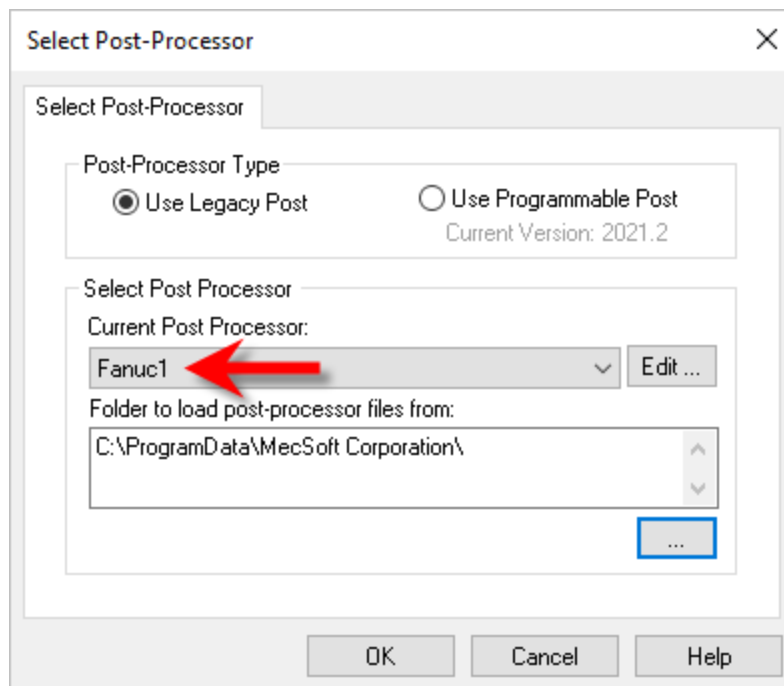 Select Post-Processor
Select Post-Processor
Post-Processor Type
Use Legacy Post
Use Programmable Post
Current Version: 2021.2
Select Post Processor
Current Post Processor:
Fanuc1
Edit ...
Folder to load post-processor files from:
C:\ProgramData\MecSoft Corporation\
...
OK
Cancel
Help